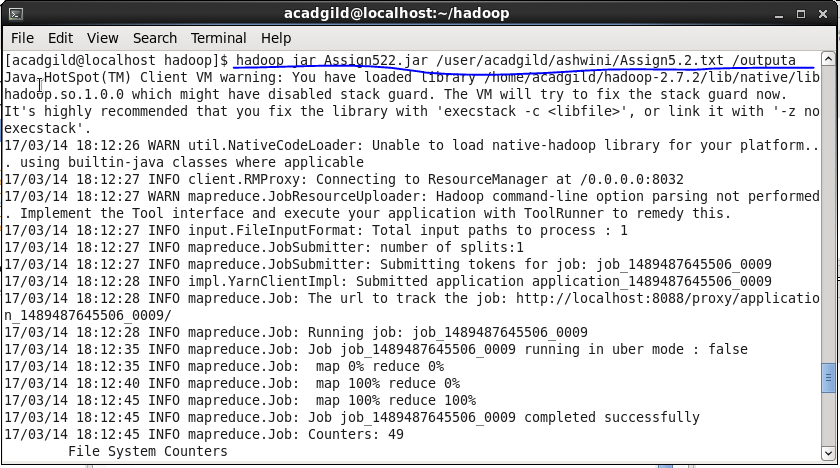 acadgild@localhost:~/hadoop
File Edit View Search Terminal Help
[acadgild@localhost hadoop]$ hadoop jar Assign522.jar /user/acadgild/ashwini/Assign5.2.txt /outputa
Java HotSpot(TM) Client VM warning: You have loaded library /home/acadgild/hadoop-2.7.2/lib/native/lib
hadoop.so.1.0.0 which might have disabled stack guard. The VM will try to fix the stack guard now.
It's highly recommended that you fix the library with 'execstack -c <libfile>', or link it with '-z no
execstack'.
17/03/14 18:12:26 WARN util.NativeCodeLoader: Unable to load native-hadoop library for your platform..
. using builtin-java classes where applicable
17/03/14 18:12:27 INFO client.RMProxy: Connecting to ResourceManager at /0.0.0.0:8032
17/03/14 18:12:27 WARN mapreduce.JobResourceUploader: Hadoop command-line option parsing not performed
. Implement the Tool interface and execute your application with ToolRunner to remedy this.
17/03/14 18:12:27 INFO input.FileInputFormat: Total input paths to process : 1
17/03/14 18:12:27 INFO mapreduce.JobSubmitter: number of splits:1
17/03/14 18:12:27 INFO mapreduce.JobSubmitter: Submitting tokens for job: job_1489487645506_0009
17/03/14 18:12:28 INFO impl.YarnClientImpl: Submitted application application_1489487645506_0009
17/03/14 18:12:28 INFO mapreduce.Job: The url to track the job: http://localhost:8088/proxy/applicatio
n_1489487645506_0009/
17/03/14 18:12:28 INFO mapreduce.Job: Running job: job_1489487645506_0009
17/03/14 18:12:35 INFO mapreduce.Job: Job job_1489487645506_0009 running in uber mode : false
17/03/14 18:12:35 INFO mapreduce.Job:  map 0% reduce 0%
17/03/14 18:12:40 INFO mapreduce.Job:  map 100% reduce 0%
17/03/14 18:12:45 INFO mapreduce.Job:  map 100% reduce 100%
17/03/14 18:12:45 INFO mapreduce.Job: Job job_1489487645506_0009 completed successfully
17/03/14 18:12:45 INFO mapreduce.Job: Counters: 49
File System Counters